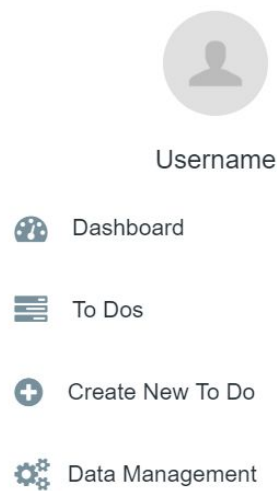 Username
Dashboard
To Dos
Create New To Do
Data Management